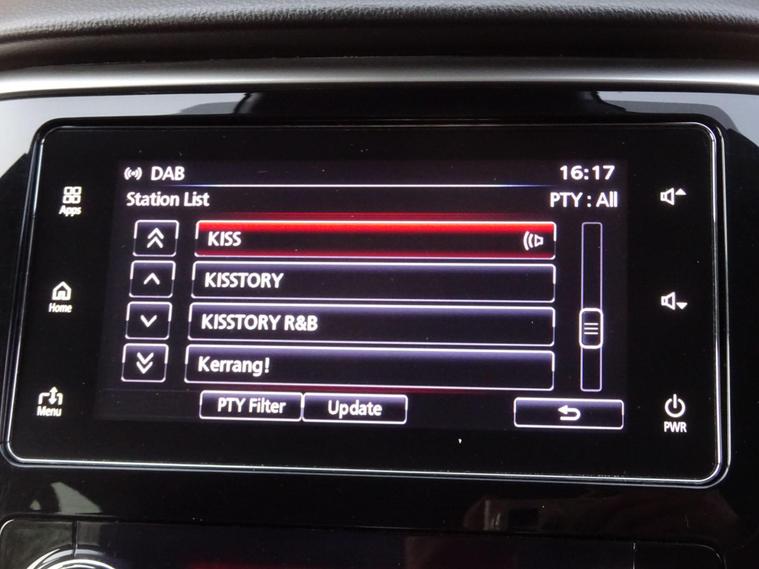 DAB 16:17
Station List PTY : All
Apps
KISS
KISSTORY
Home
KISSTORY R&B
Kerrang!
Menu
PTY Filter Update
PWR